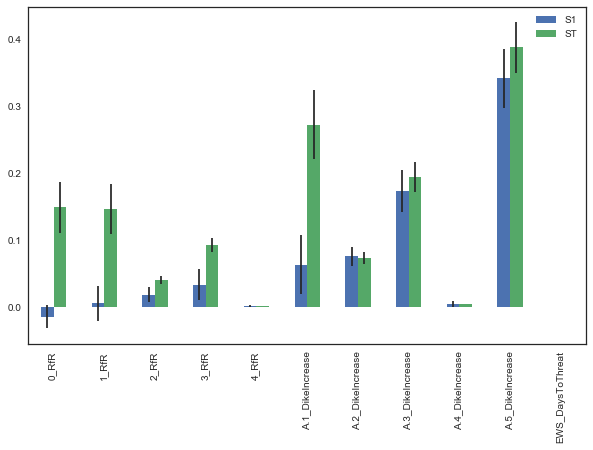 S1
ST
0.4
0.3
0.2
0.1
0.0
0_RfR
1_RfR
2_RfR
3_RfR
4_RfR
A.1_DikeIncrease
A.2_DikeIncrease
A.3_DikeIncrease
A.4_DikeIncrease
A.5_DikeIncrease
EWS_DaysToThreat